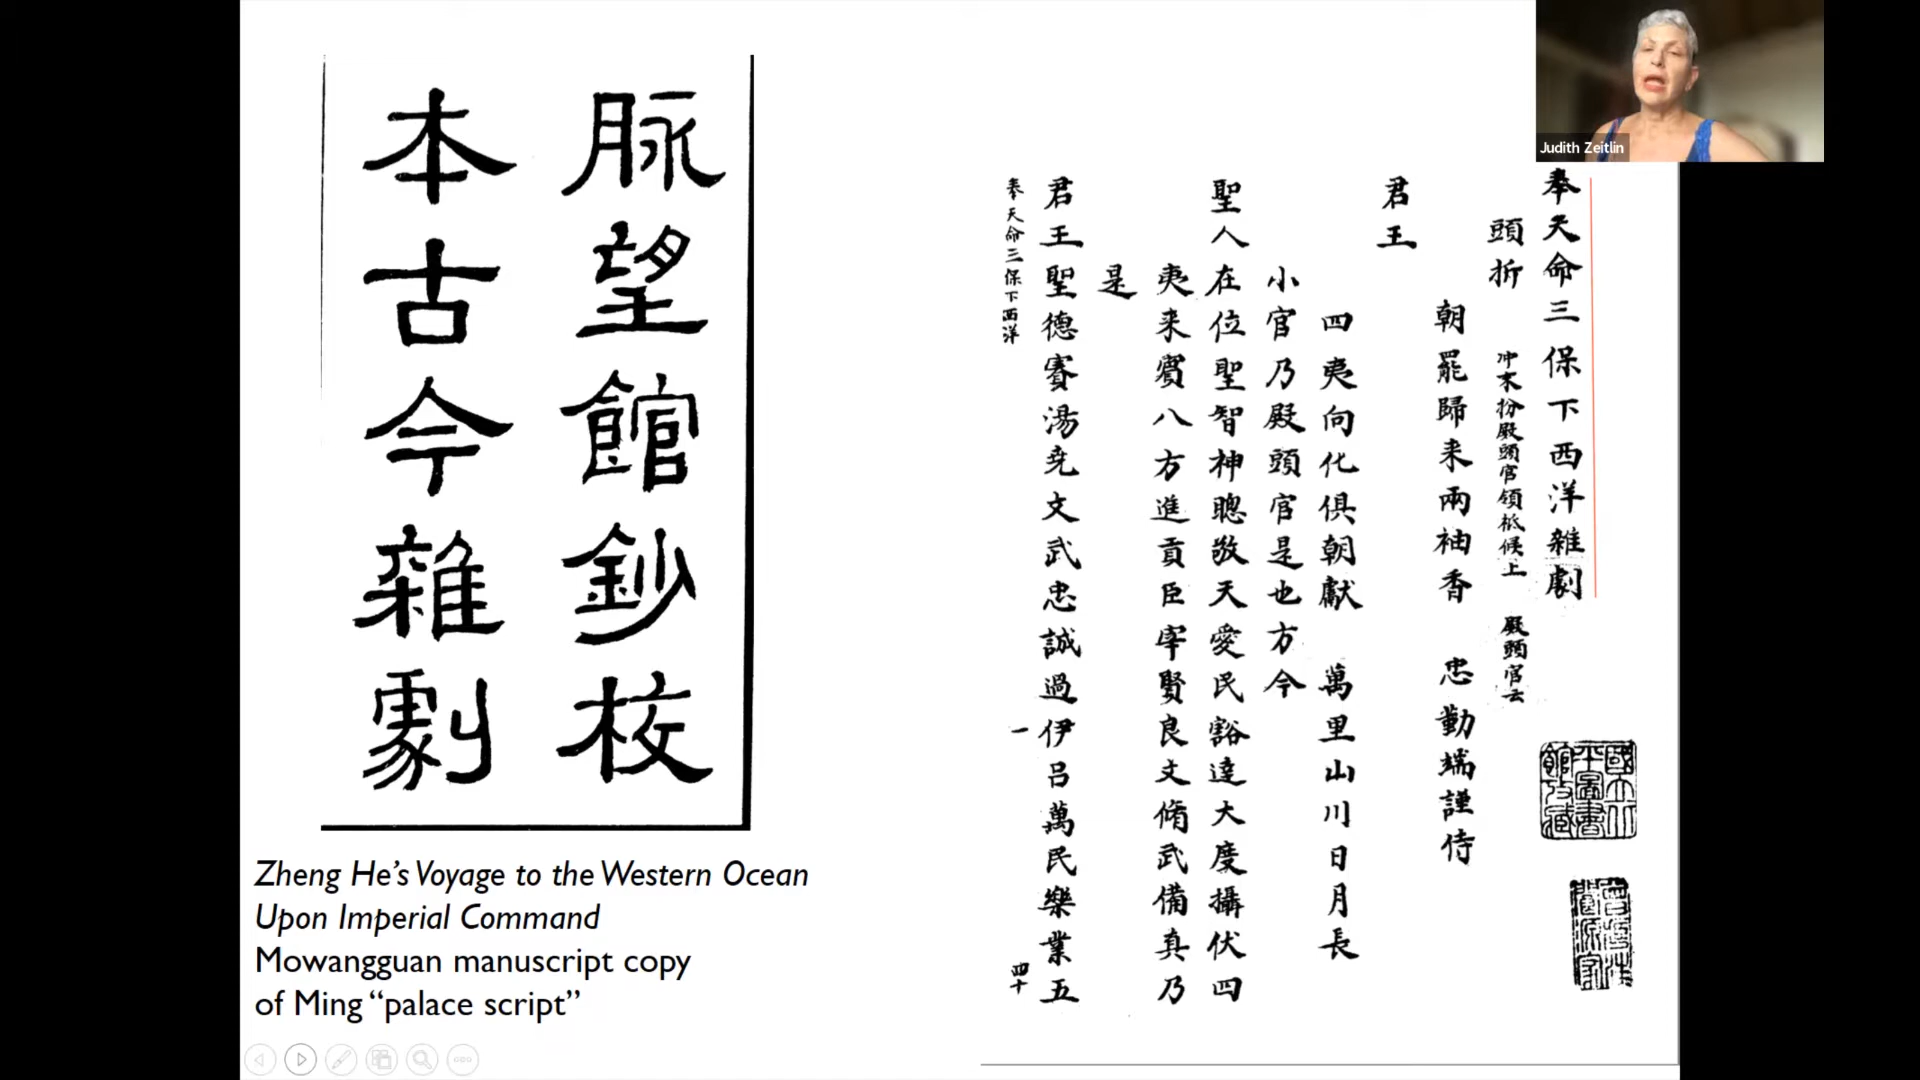 脉望館鈔校
本古今雜劇
Zheng He's Voyage to the Western Ocean
Upon Imperial Command
Mowangguan manuscript copy
of Ming “palace script”
奉天命三保下西洋雜劇
頭折 冲末扮殿頭官領祗候上 殿頭官云
朝罷歸来兩袖香 忠勤端謹侍
君王
四夷向化俱朝獻 萬里山川日月長
小官乃殿頭官是也方今
聖人在位聖智神聰敬天愛民豁達大度攝伏四
夷来賓八方進貢臣宰賢良文脩武備真乃
是
君王聖德賽湯尭文武忠誠過伊吕萬民樂業五
奉天命三保下西洋 一 四十
Judith Zeitlin